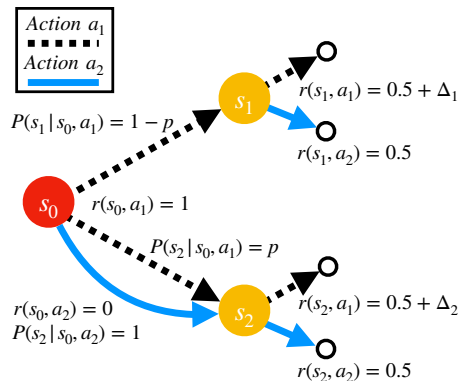 Action a₁
Action a₂
r(s₁, a₁) = 0.5 + Δ₁
s₁
P(s₁ | s₀, a₁) = 1 − p
r(s₁, a₂) = 0.5
s₀
r(s₀, a₁) = 1
P(s₂ | s₀, a₁) = p
r(s₀, a₂) = 0
P(s₂ | s₀, a₂) = 1
s₂
r(s₂, a₁) = 0.5 + Δ₂
r(s₂, a₂) = 0.5